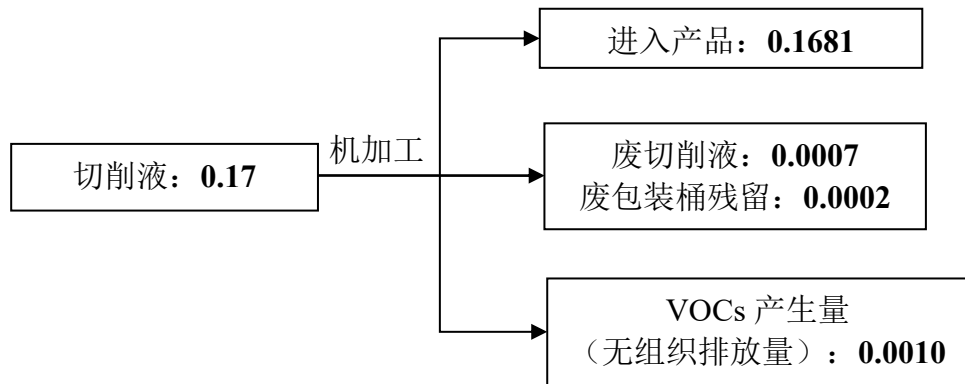 进入产品：0.1681
切削液：0.17
机加工
废切削液：0.0007
废包装桶残留：0.0002
VOCs 产生量
（无组织排放量）：0.0010